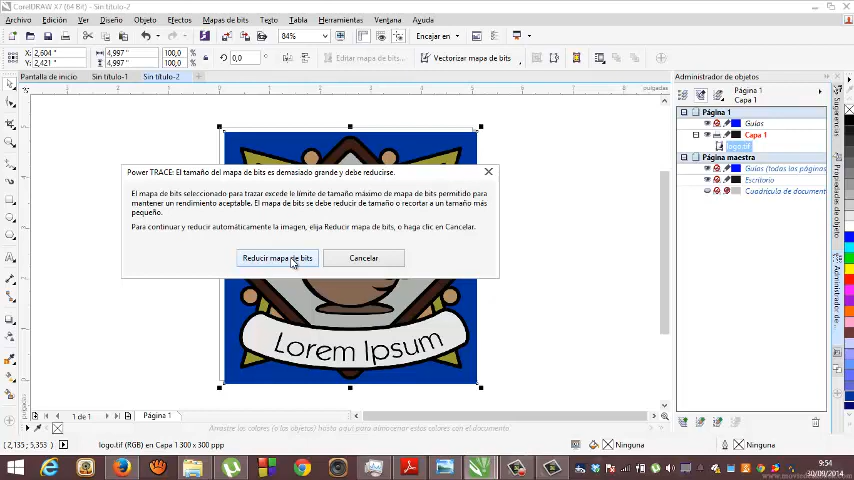 CorelDRAW X7 (64 Bit) - Sin título-2
Archivo Edición Ver Diseño Objeto Efectos Mapas de bits Texto Tabla Herramientas Ventana Ayuda
84% Encajar en
X: 2,604 " 4,997 " 100,0 %
Y: 2,421 " 4,997 " 100,0 %
0,0
Editar mapa de bits... Vectorizar mapa de bits
Pantalla de inicio Sin título-1 Sin título-2
pulgadas
Administrador de objetos
Página 1
Capa 1
Página 1
Guías
Capa 1
logo.tif
Página maestra
Guías (todas las páginas
Escritorio
Cuadrícula de document
Sugerencias
Propiedades de objeto
Administrador de...
Power TRACE: El tamaño del mapa de bits es demasiado grande y debe reducirse.
El mapa de bits seleccionado para trazar excede le límite de tamaño máximo de mapa de bits permitido para
mantener un rendimiento aceptable. El mapa de bits se debe reducir de tamaño o recortar a un tamaño más
pequeño.
Para continuar y reducir automáticamente la imagen, elija Reducir mapa de bits, o haga clic en Cancelar.
Reducir mapa de bits Cancelar
Lorem Ipsum
1 de 1 Página 1
Arrastre los colores (o los objetos) hasta aquí para almacenar estos colores con el documento
( 2,135 ; 5,353 ) logo.tif (RGB) en Capa 1 300 x 300 ppp Ninguna Ninguna
9:54
30/09/2014